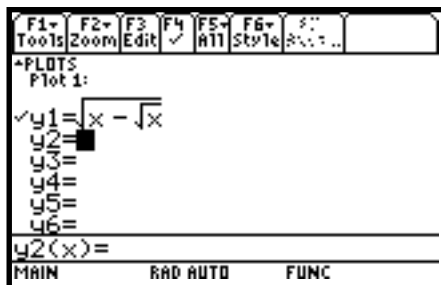 F1 F2 F3 F4 F5 F6
Tools Zoom Edit ✓ All Style
PLOTS
Plot 1:
✓y1=√(x - √x)
y2=
y3=
y4=
y5=
y6=
y2(x)=
MAIN RAD AUTO FUNC